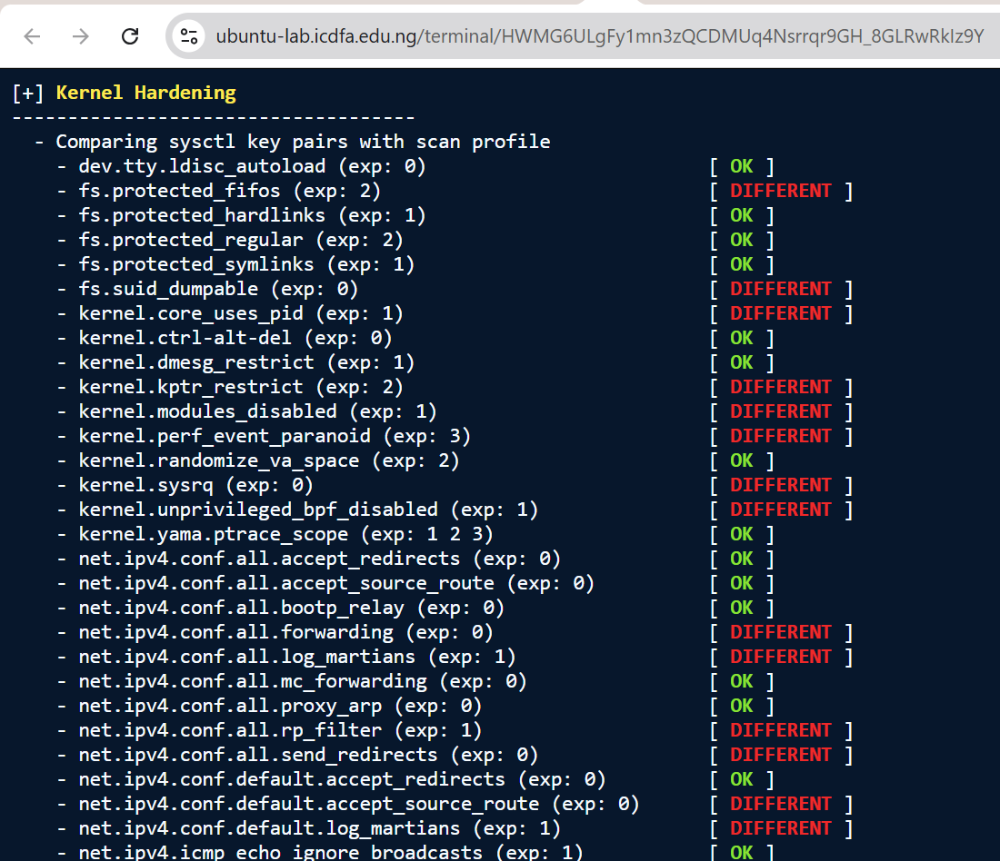 ubuntu-lab.icdfa.edu.ng/terminal/HWMG6ULgFy1mn3zQCDMUq4Nsrrqr9GH_8GLRwRkIz9Y
[+] Kernel Hardening
------------------------------------
- Comparing sysctl key pairs with scan profile
- dev.tty.ldisc_autoload (exp: 0) [ OK ]
- fs.protected_fifos (exp: 2) [ DIFFERENT ]
- fs.protected_hardlinks (exp: 1) [ OK ]
- fs.protected_regular (exp: 2) [ OK ]
- fs.protected_symlinks (exp: 1) [ OK ]
- fs.suid_dumpable (exp: 0) [ DIFFERENT ]
- kernel.core_uses_pid (exp: 1) [ DIFFERENT ]
- kernel.ctrl-alt-del (exp: 0) [ OK ]
- kernel.dmesg_restrict (exp: 1) [ OK ]
- kernel.kptr_restrict (exp: 2) [ DIFFERENT ]
- kernel.modules_disabled (exp: 1) [ DIFFERENT ]
- kernel.perf_event_paranoid (exp: 3) [ DIFFERENT ]
- kernel.randomize_va_space (exp: 2) [ OK ]
- kernel.sysrq (exp: 0) [ DIFFERENT ]
- kernel.unprivileged_bpf_disabled (exp: 1) [ DIFFERENT ]
- kernel.yama.ptrace_scope (exp: 1 2 3) [ OK ]
- net.ipv4.conf.all.accept_redirects (exp: 0) [ OK ]
- net.ipv4.conf.all.accept_source_route (exp: 0) [ OK ]
- net.ipv4.conf.all.bootp_relay (exp: 0) [ OK ]
- net.ipv4.conf.all.forwarding (exp: 0) [ DIFFERENT ]
- net.ipv4.conf.all.log_martians (exp: 1) [ DIFFERENT ]
- net.ipv4.conf.all.mc_forwarding (exp: 0) [ OK ]
- net.ipv4.conf.all.proxy_arp (exp: 0) [ OK ]
- net.ipv4.conf.all.rp_filter (exp: 1) [ DIFFERENT ]
- net.ipv4.conf.all.send_redirects (exp: 0) [ DIFFERENT ]
- net.ipv4.conf.default.accept_redirects (exp: 0) [ OK ]
- net.ipv4.conf.default.accept_source_route (exp: 0) [ DIFFERENT ]
- net.ipv4.conf.default.log_martians (exp: 1) [ DIFFERENT ]
- net.ipv4.icmp_echo_ignore_broadcasts (exp: 1) [ OK ]